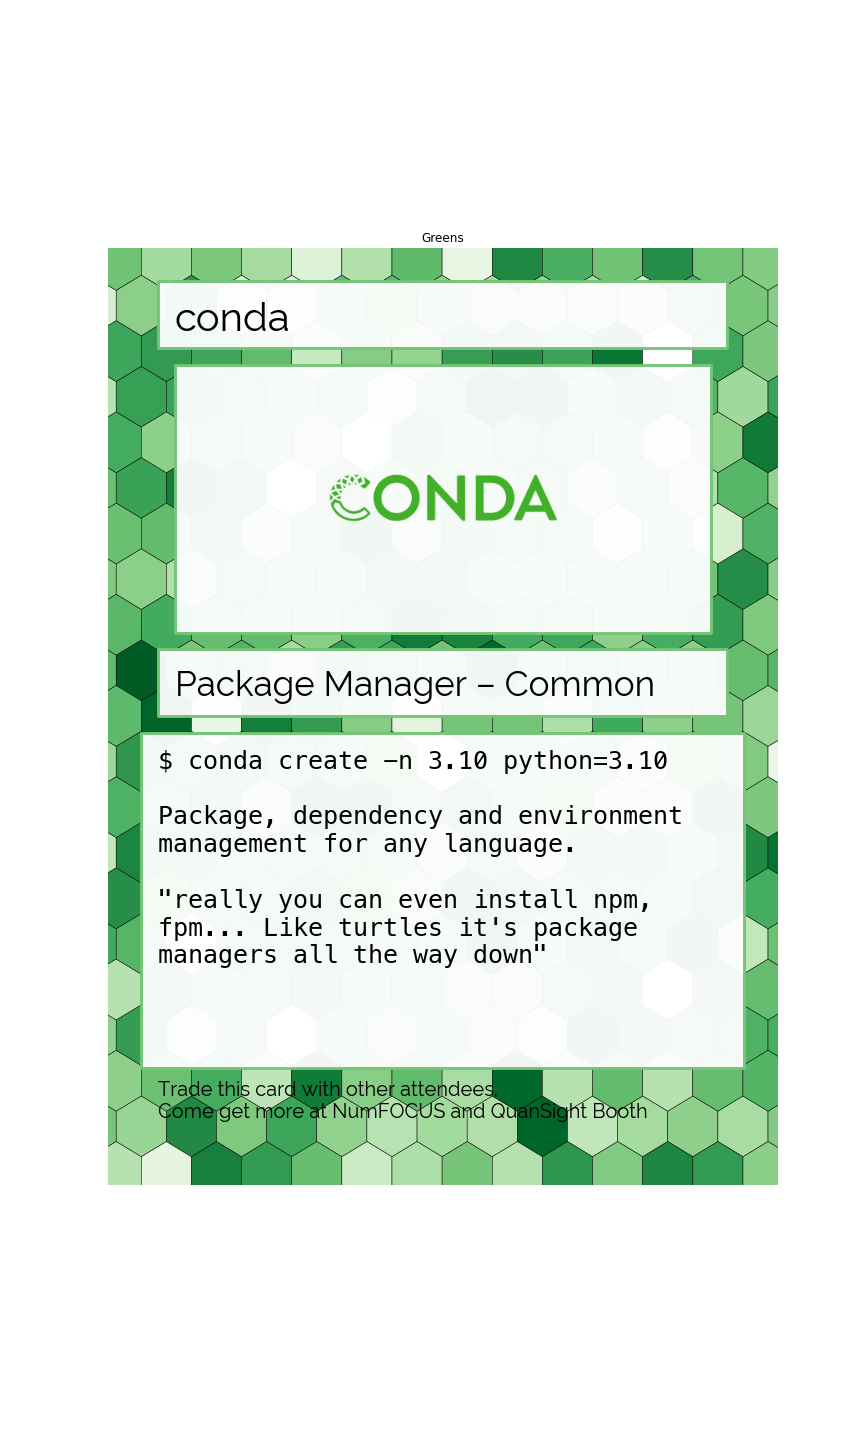 Greens
conda
CONDA
Package Manager – Common
$ conda create −n 3.10 python=3.10
Package, dependency and environment
management for any language.
"really you can even install npm,
fpm... Like turtles it's package
managers all the way down"
Trade this card with other attendees.
Come get more at NumFOCUS and QuanSight Booth